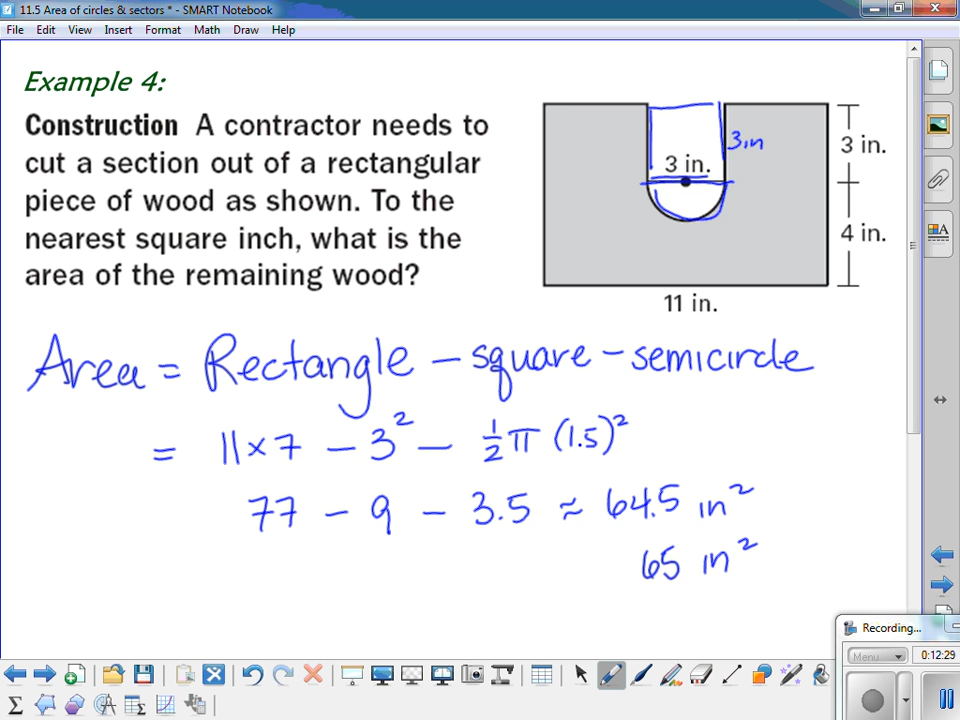 11.5 Area of circles & sectors * - SMART Notebook
File Edit View Insert Format Math Draw Help
Example 4:
Construction A contractor needs to
cut a section out of a rectangular
piece of wood as shown. To the
nearest square inch, what is the
area of the remaining wood?
3 in
3 in.
3 in.
4 in.
11 in.
Area = Rectangle - square - semicircle
= 11 × 7 - 3² - ½π (1.5)²
77 - 9 - 3.5 ≈ 64.5 in²
65 in²
Recording...
Menu
0:12:29